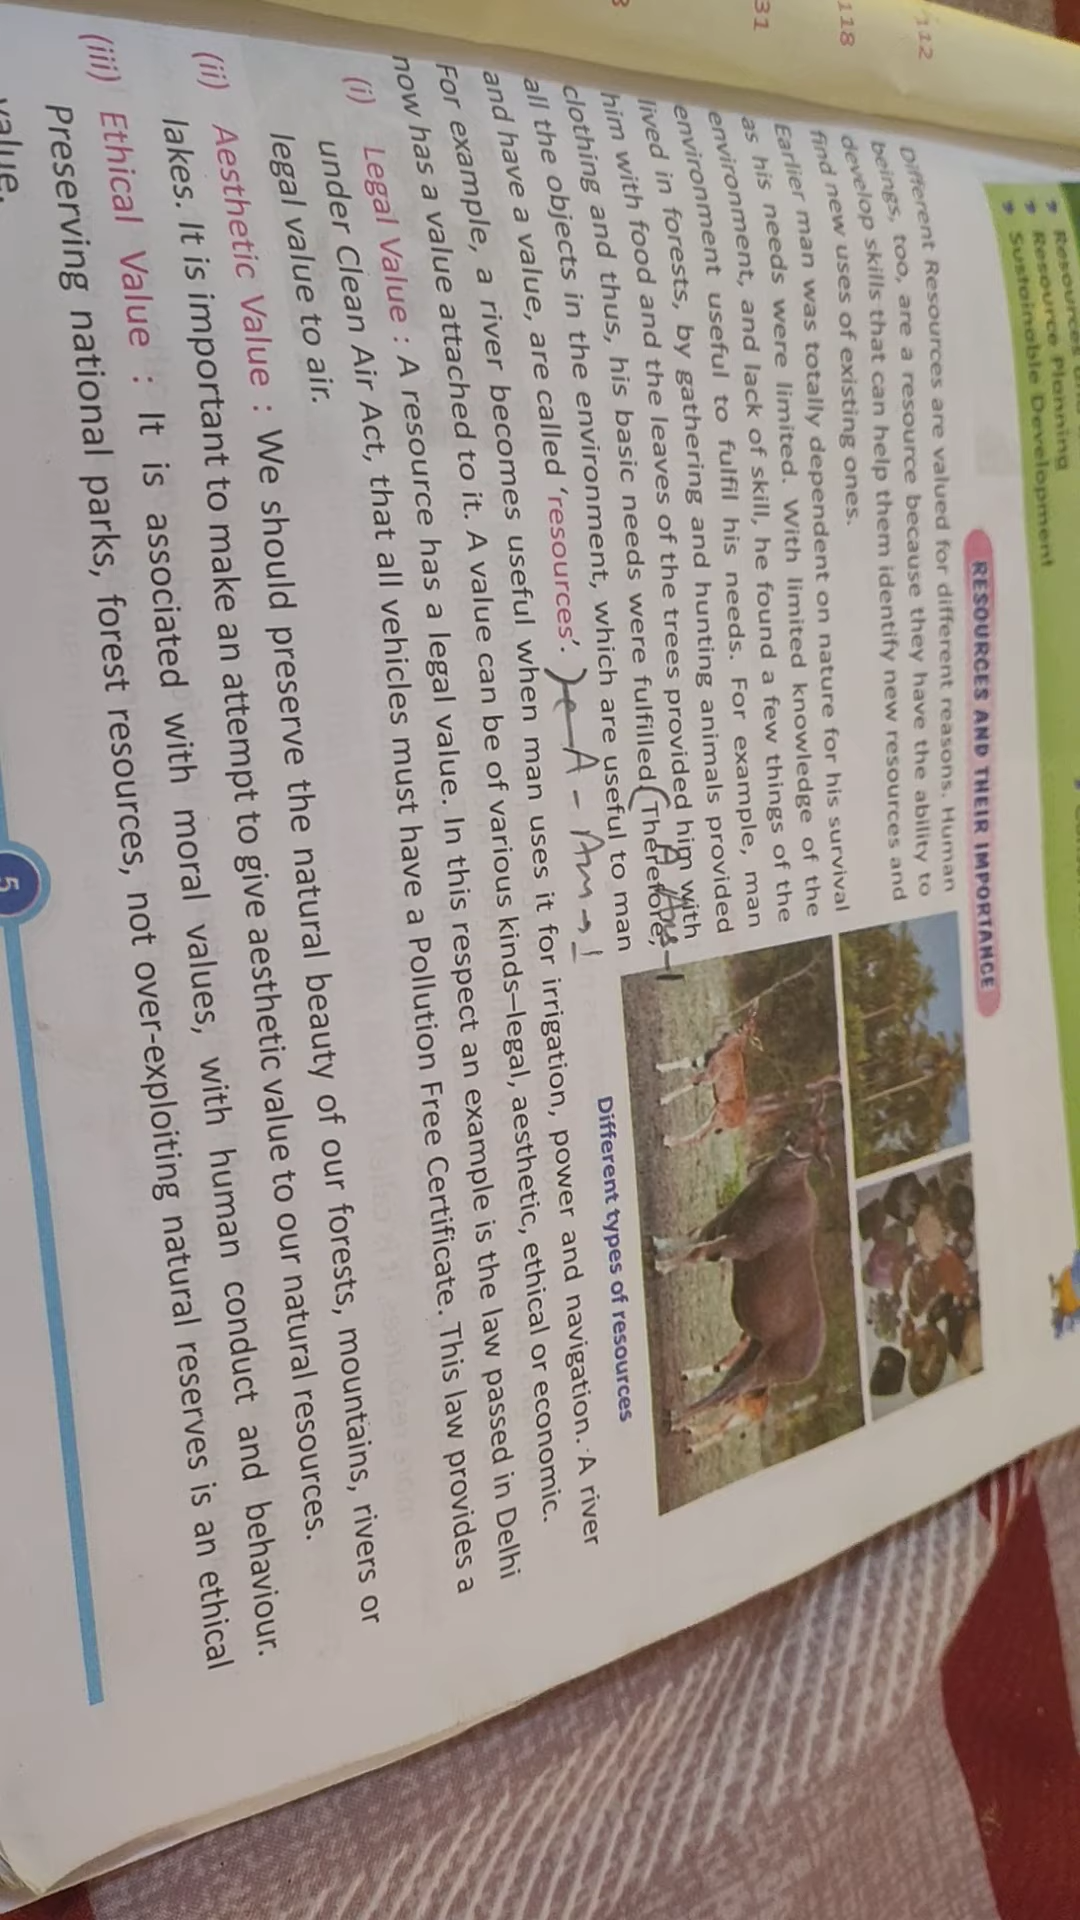 112
118
31
Resources
Resource Planning
Sustainable Development
RESOURCES AND THEIR IMPORTANCE
Different Resources are valued for different reasons. Human
beings, too, are a resource because they have the ability to
develop skills that can help them identify new resources and
find new uses of existing ones.
Earlier man was totally dependent on nature for his survival
as his needs were limited. With limited knowledge of the
environment, and lack of skill, he found a few things of the
environment useful to fulfil his needs. For example, man
lived in forests, by gathering and hunting animals provided
him with food and the leaves of the trees provided him with
clothing and thus, his basic needs were fulfilled. (Therefore,
all the objects in the environment, which are useful to man
and have a value, are called 'resources'.) A - Ans → 1
Different types of resources
For example, a river becomes useful when man uses it for irrigation, power and navigation. A river
now has a value attached to it. A value can be of various kinds–legal, aesthetic, ethical or economic.
(i) Legal Value : A resource has a legal value. In this respect an example is the law passed in Delhi
under Clean Air Act, that all vehicles must have a Pollution Free Certificate. This law provides a
legal value to air.
(ii) Aesthetic Value : We should preserve the natural beauty of our forests, mountains, rivers or
lakes. It is important to make an attempt to give aesthetic value to our natural resources.
(iii) Ethical Value : It is associated with moral values, with human conduct and behaviour.
Preserving national parks, forest resources, not over-exploiting natural reserves is an ethical
value.
5